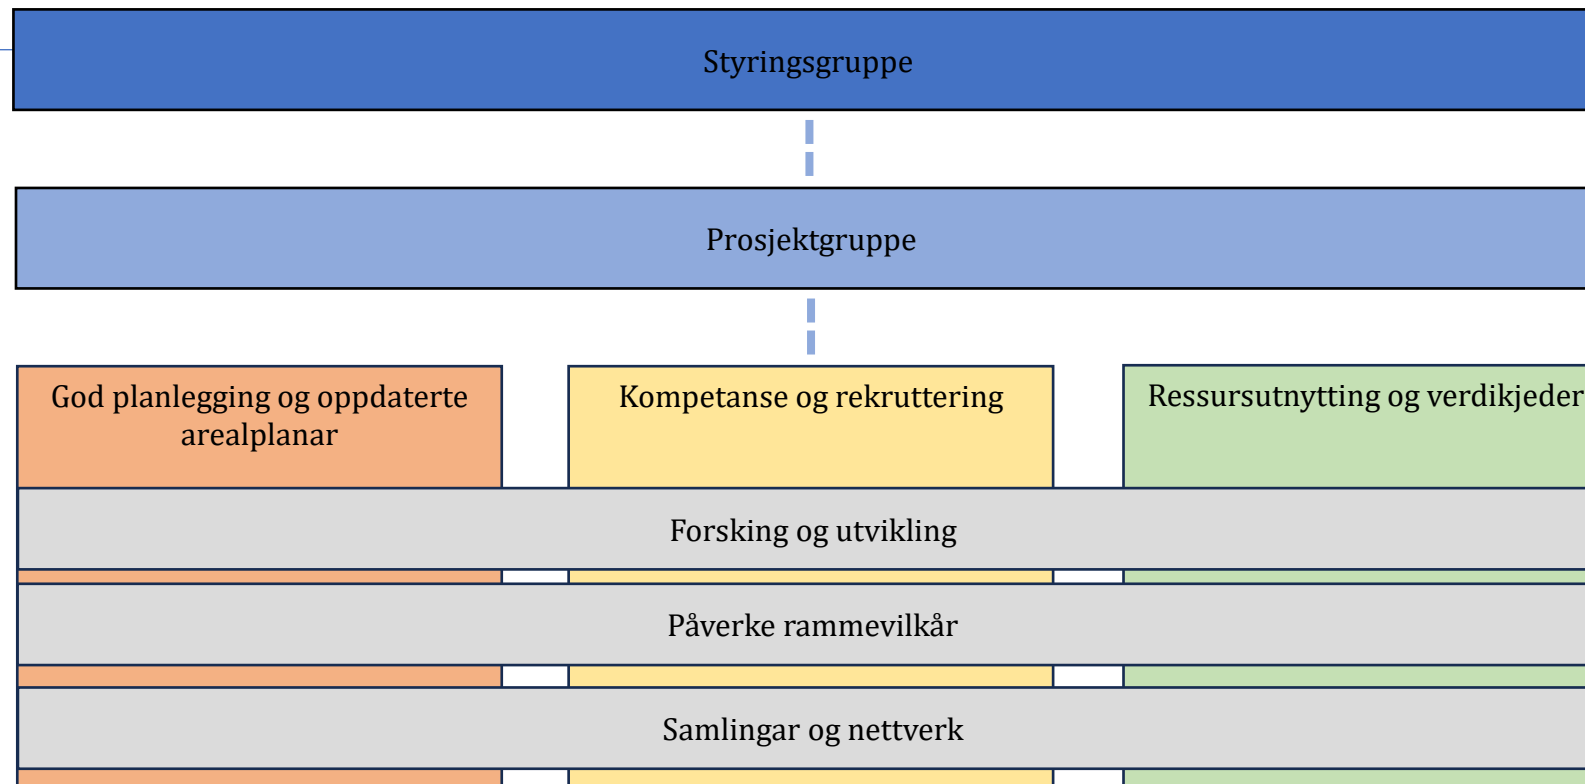 Styringsgruppe
Prosjektgruppe
God planlegging og oppdaterte
arealplanar
Kompetanse og rekruttering
Ressursutnytting og verdikjeder
Forsking og utvikling
Påverke rammevilkår
Samlingar og nettverk